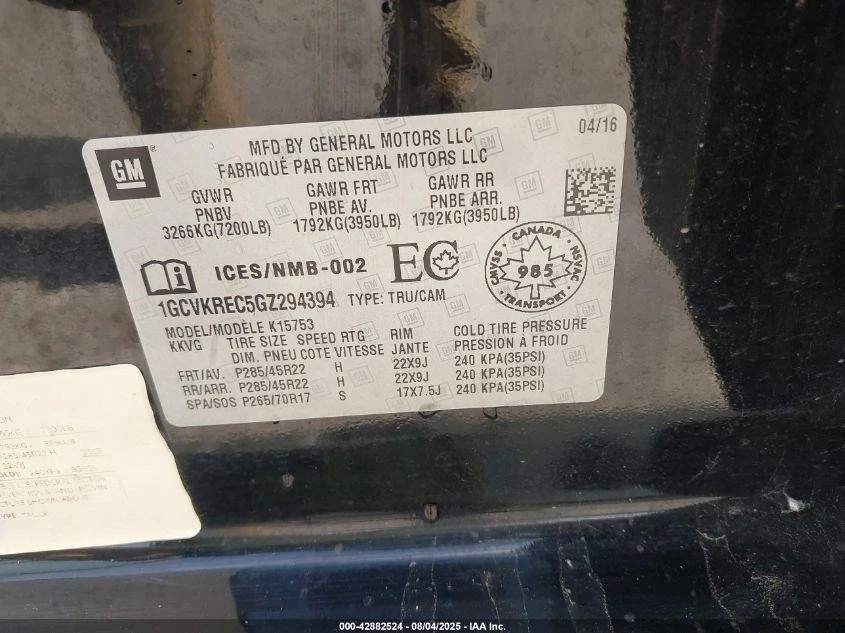 GM
MFD BY GENERAL MOTORS LLC
FABRIQUÉ PAR GENERAL MOTORS LLC
04/16
GVWR GAWR FRT GAWR RR
PNBV PNBE AV. PNBE ARR.
3266KG(7200LB) 1792KG(3950LB) 1792KG(3950LB)
ICES/NMB-002 EC
CANADA
CMVSS 985 NSVAC
TRANSPORT
1GCVKREC5GZ294394 TYPE: TRU/CAM
MODEL/MODÈLE K15753
KKVG TIRE SIZE SPEED RTG RIM COLD TIRE PRESSURE
DIM. PNEU COTE VITESSE JANTE PRESSION À FROID
FRT/AV. P285/45R22 H 22X9J 240 KPA(35PSI)
RR/ARR. P285/45R22 H 22X9J 240 KPA(35PSI)
SPA/SOS P265/70R17 S 17X7.5J 240 KPA(35PSI)
000-42882524 - 08/04/2025 - IAA Inc.